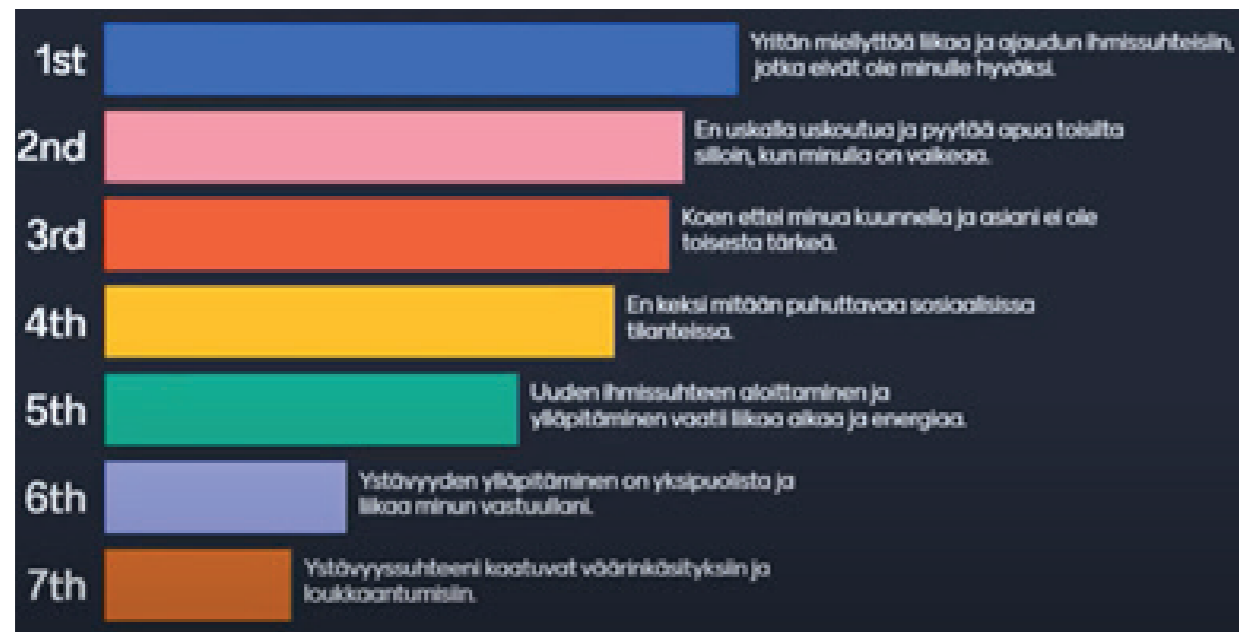 1st
Yritän miellyttää liikaa ja ajaudun ihmissuhteisiin,
jotka eivät ole minulle hyväksi.
2nd
En uskalla uskoutua ja pyytää apua toisilta
silloin, kun minulla on vaikeaa.
3rd
Koen ettei minua kuunnella ja asiani ei ole
toisesta tärkeä.
4th
En keksi mitään puhuttavaa sosiaalisissa
tilanteissa.
5th
Uuden ihmissuhteen aloittaminen ja
ylläpitäminen vaatii liikaa aikaa ja energiaa.
6th
Ystävyyden ylläpitäminen on yksipuolista ja
liikaa minun vastuullani.
7th
Ystävyyssuhteeni kaatuvat väärinkäsityksiin ja
loukkaantumisiin.